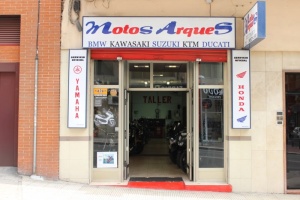 Motos Arques
BMW KAWASAKI SUZUKI KTM DUCATI
YAMAHA
HONDA
TALLER